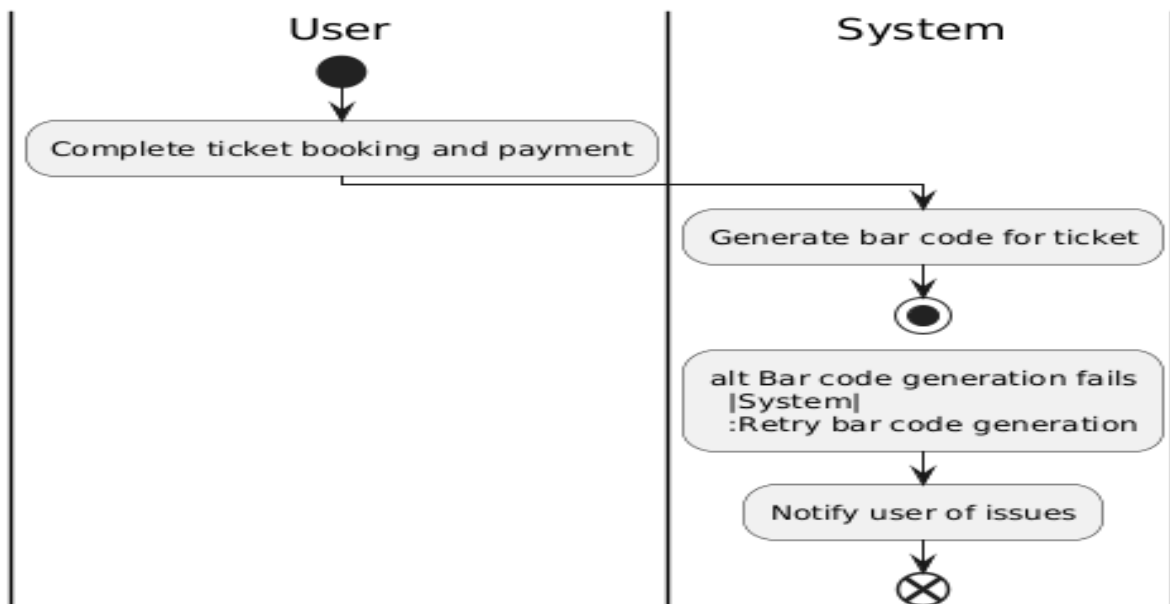 User
System
Complete ticket booking and payment
Generate bar code for ticket
alt Bar code generation fails
|System|
:Retry bar code generation
Notify user of issues